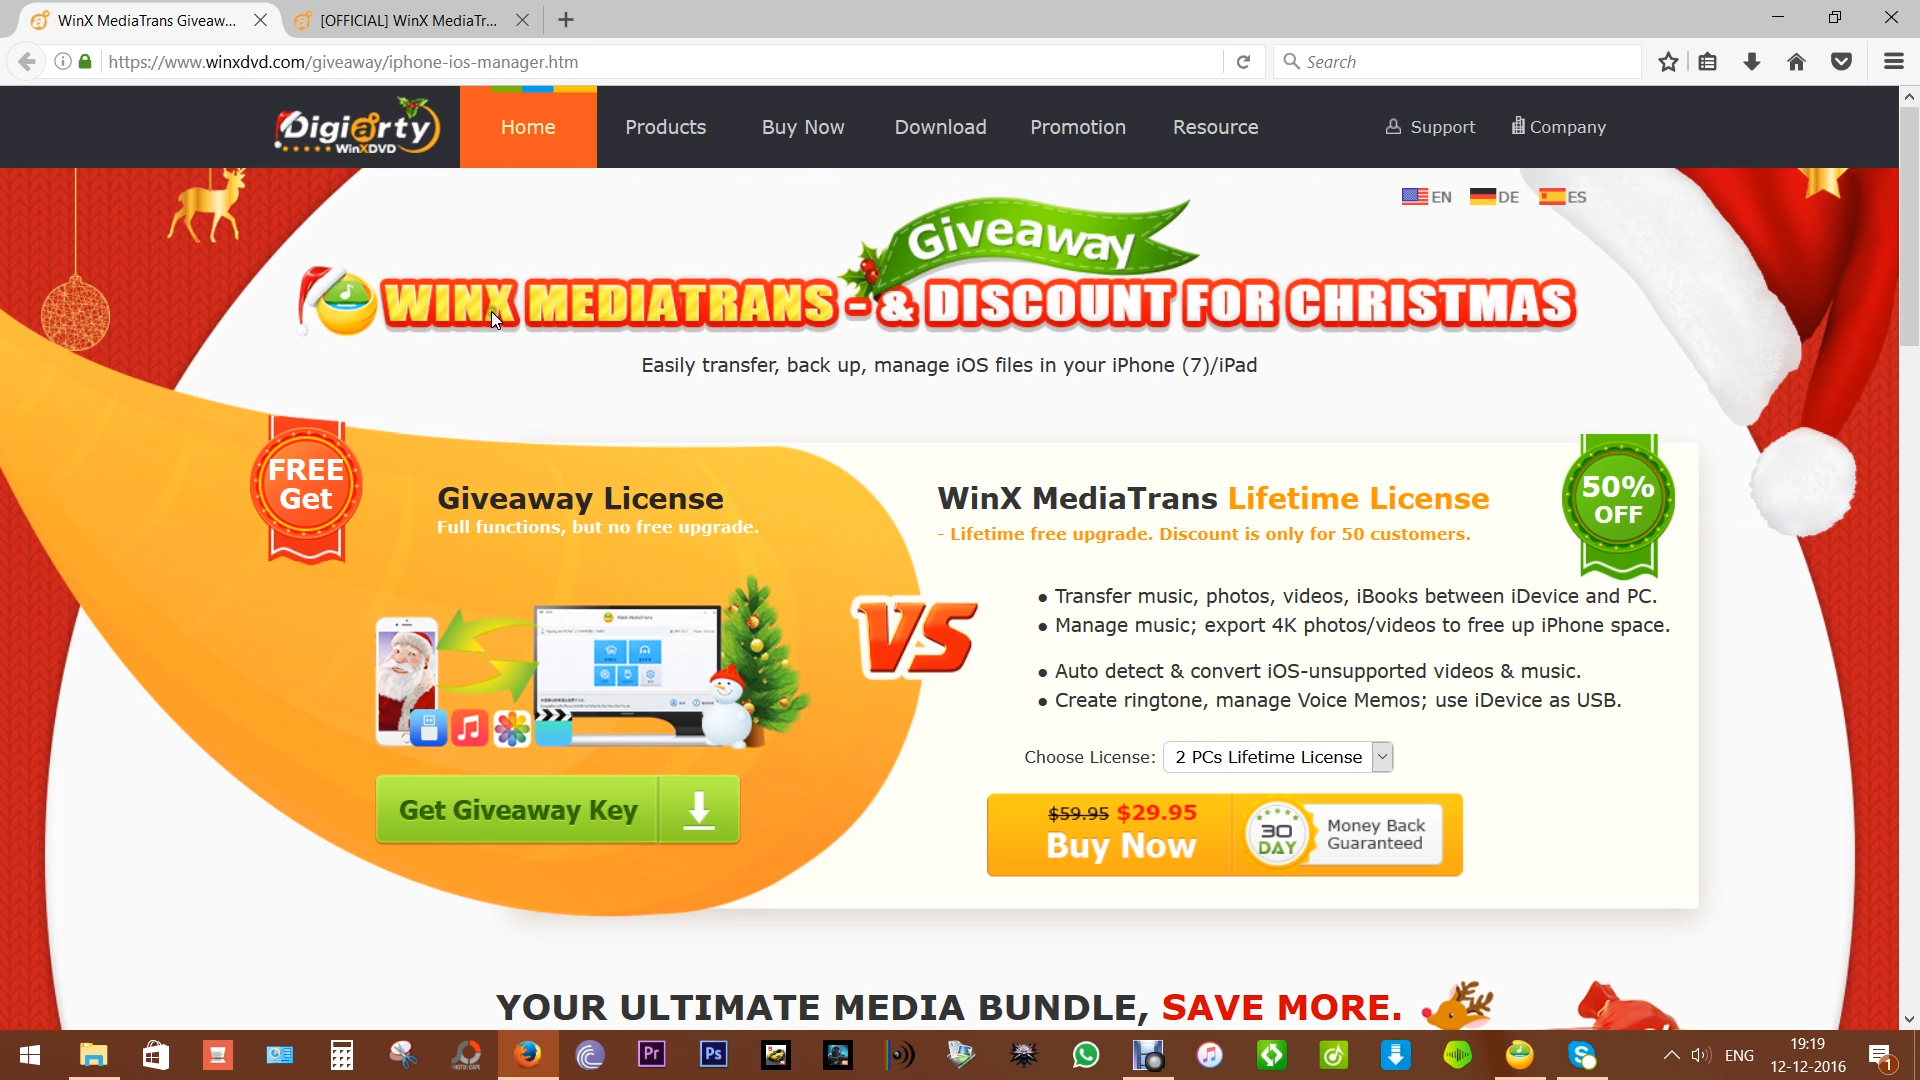 WinX MediaTrans Giveaw...
[OFFICIAL] WinX MediaTr...
https://www.winxdvd.com/giveaway/iphone-ios-manager.htm
Search
Digiarty
WinXDVD
Home
Products
Buy Now
Download
Promotion
Resource
Support
Company
EN
DE
ES
Giveaway
WINX MEDIATRANS - & DISCOUNT FOR CHRISTMAS
Easily transfer, back up, manage iOS files in your iPhone (7)/iPad
FREE
Get
Giveaway License
Full functions, but no free upgrade.
Get Giveaway Key
VS
WinX MediaTrans Lifetime License
- Lifetime free upgrade. Discount is only for 50 customers.
50%
OFF
● Transfer music, photos, videos, iBooks between iDevice and PC.
● Manage music; export 4K photos/videos to free up iPhone space.
● Auto detect & convert iOS-unsupported videos & music.
● Create ringtone, manage Voice Memos; use iDevice as USB.
Choose License: 2 PCs Lifetime License
$59.95 $29.95
Buy Now
30
DAY
Money Back
Guaranteed
YOUR ULTIMATE MEDIA BUNDLE, SAVE MORE.
Pr
Ps
ENG
19:19
12-12-2016
1